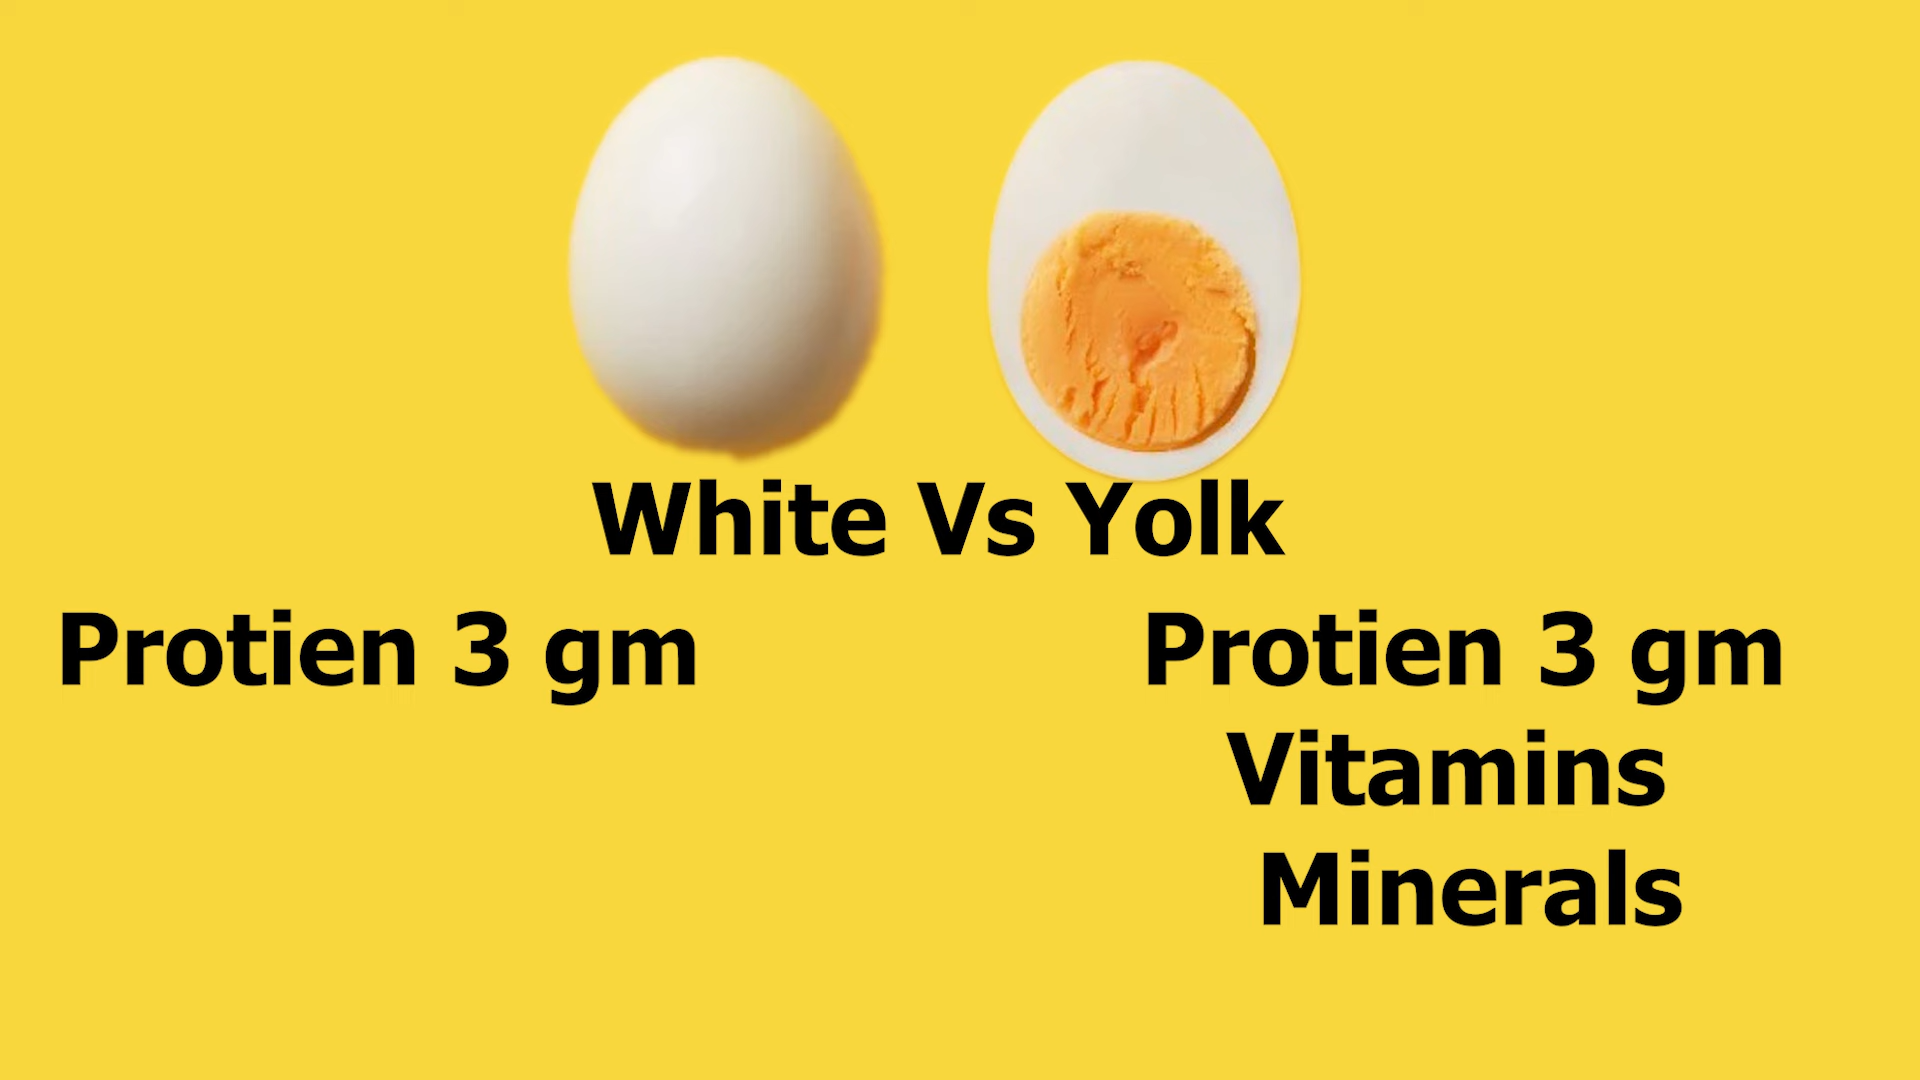 White Vs Yolk
Protien 3 gm
Protien 3 gm
Vitamins
Minerals